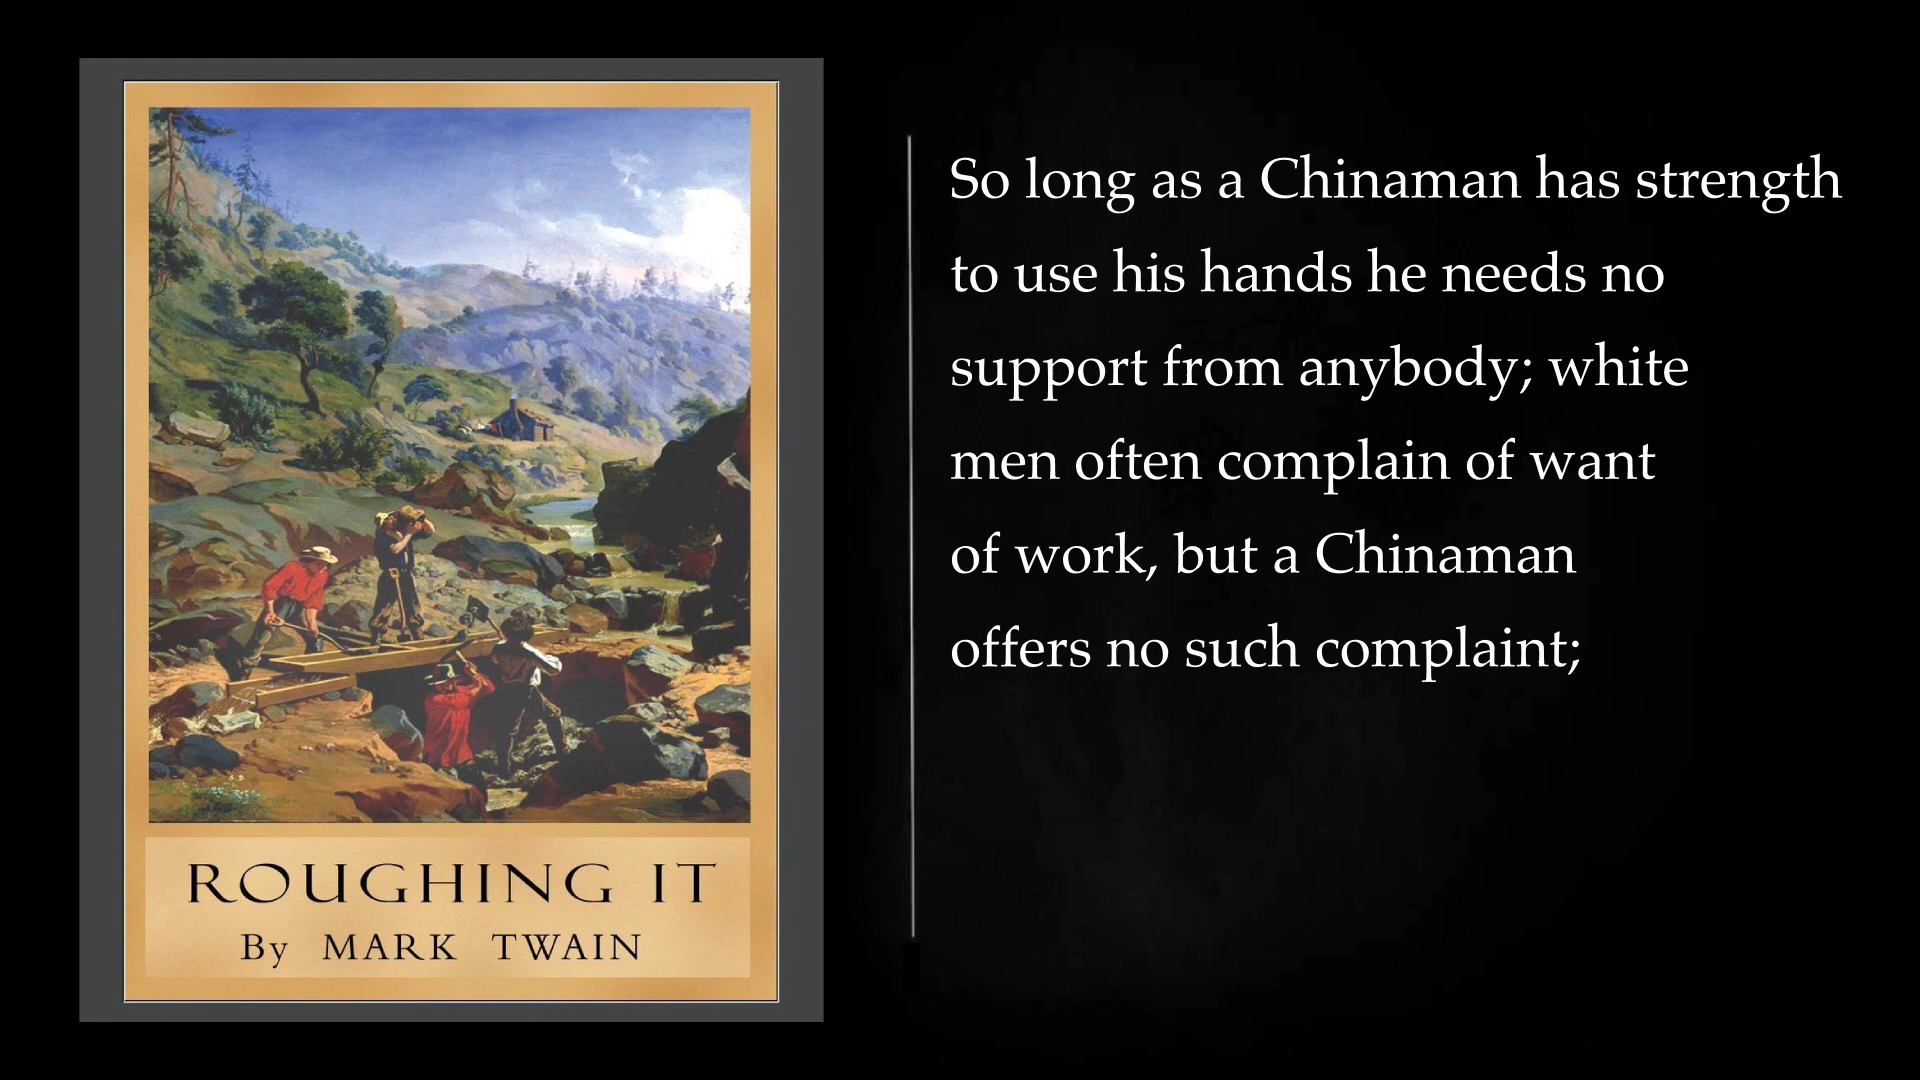 ROUGHING IT
By MARK TWAIN
So long as a Chinaman has strength
to use his hands he needs no
support from anybody; white
men often complain of want
of work, but a Chinaman
offers no such complaint;